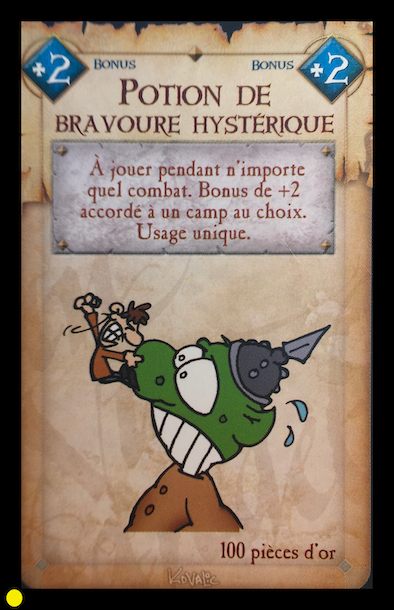 +2 BONUS BONUS +2
POTION DE
BRAVOURE HYSTÉRIQUE
À jouer pendant n'importe
quel combat. Bonus de +2
accordé à un camp au choix.
Usage unique.
100 pièces d'or
KOVALIC